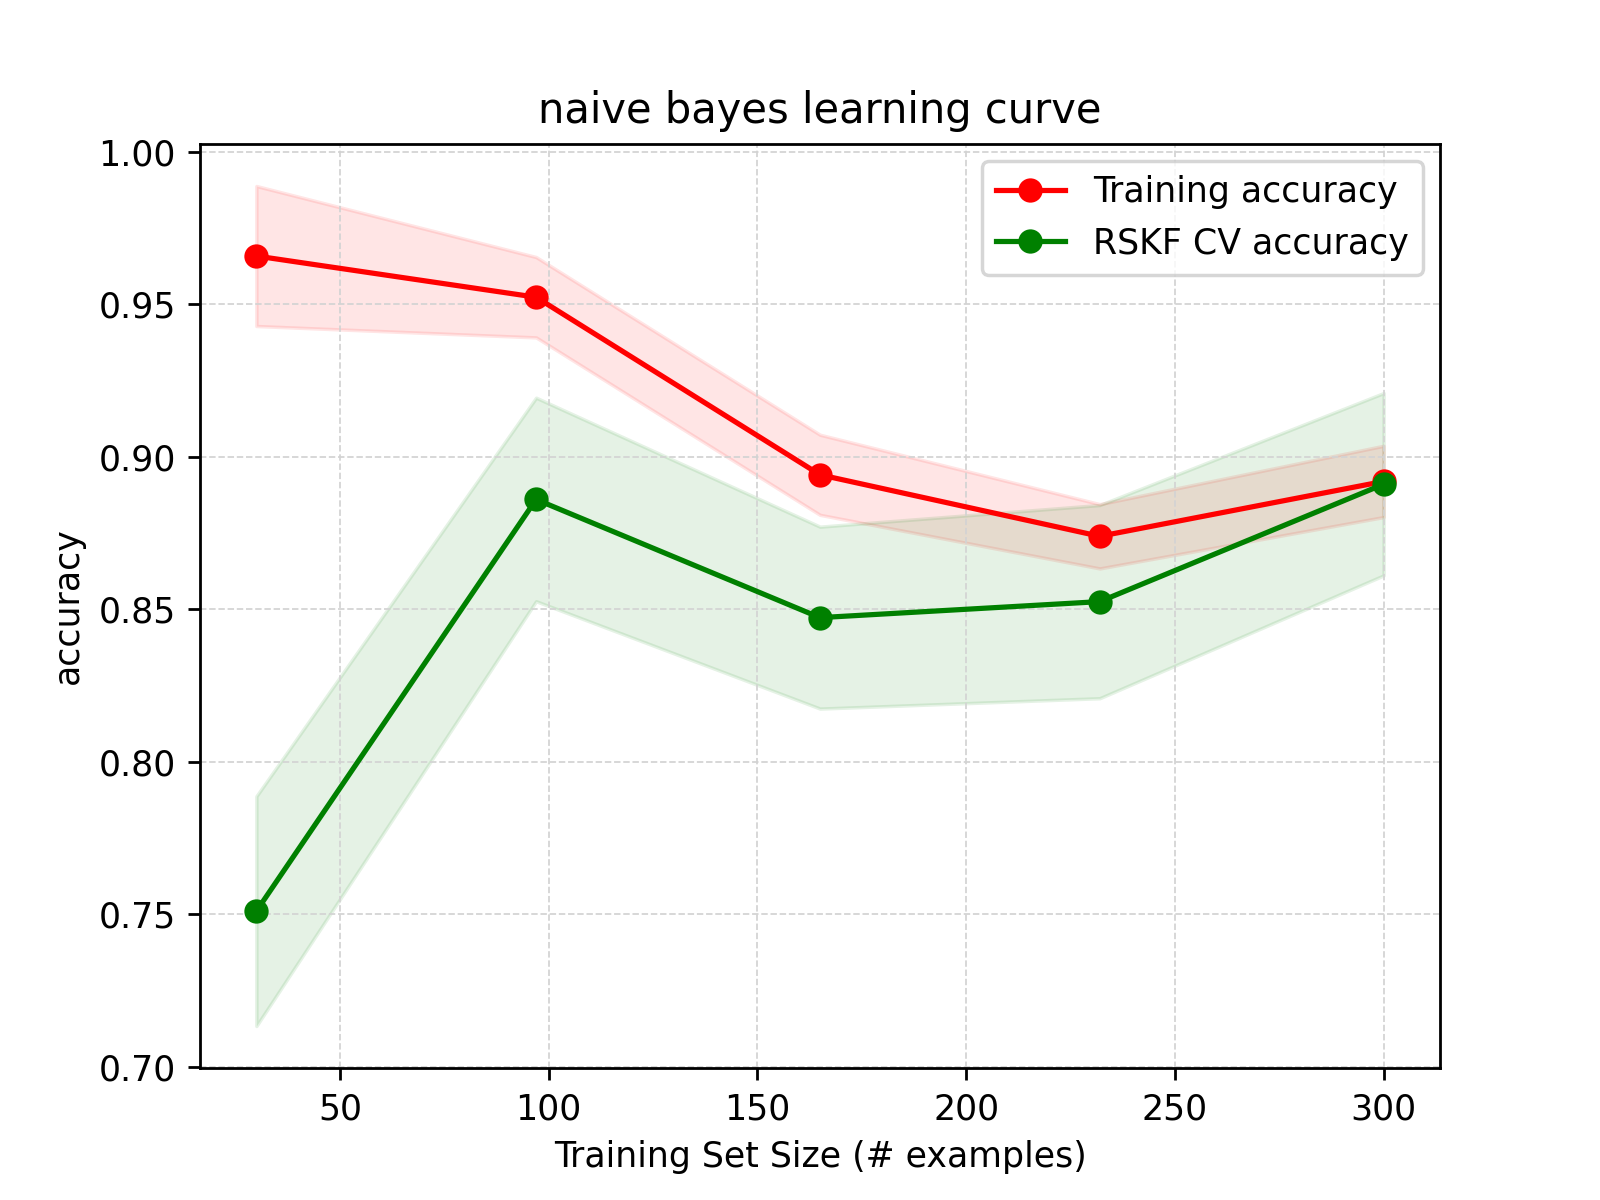 naive bayes learning curve
1.00
0.95
0.90
0.85
0.80
0.75
0.70
accuracy
Training accuracy
RSKF CV accuracy
50 100 150 200 250 300
Training Set Size (# examples)